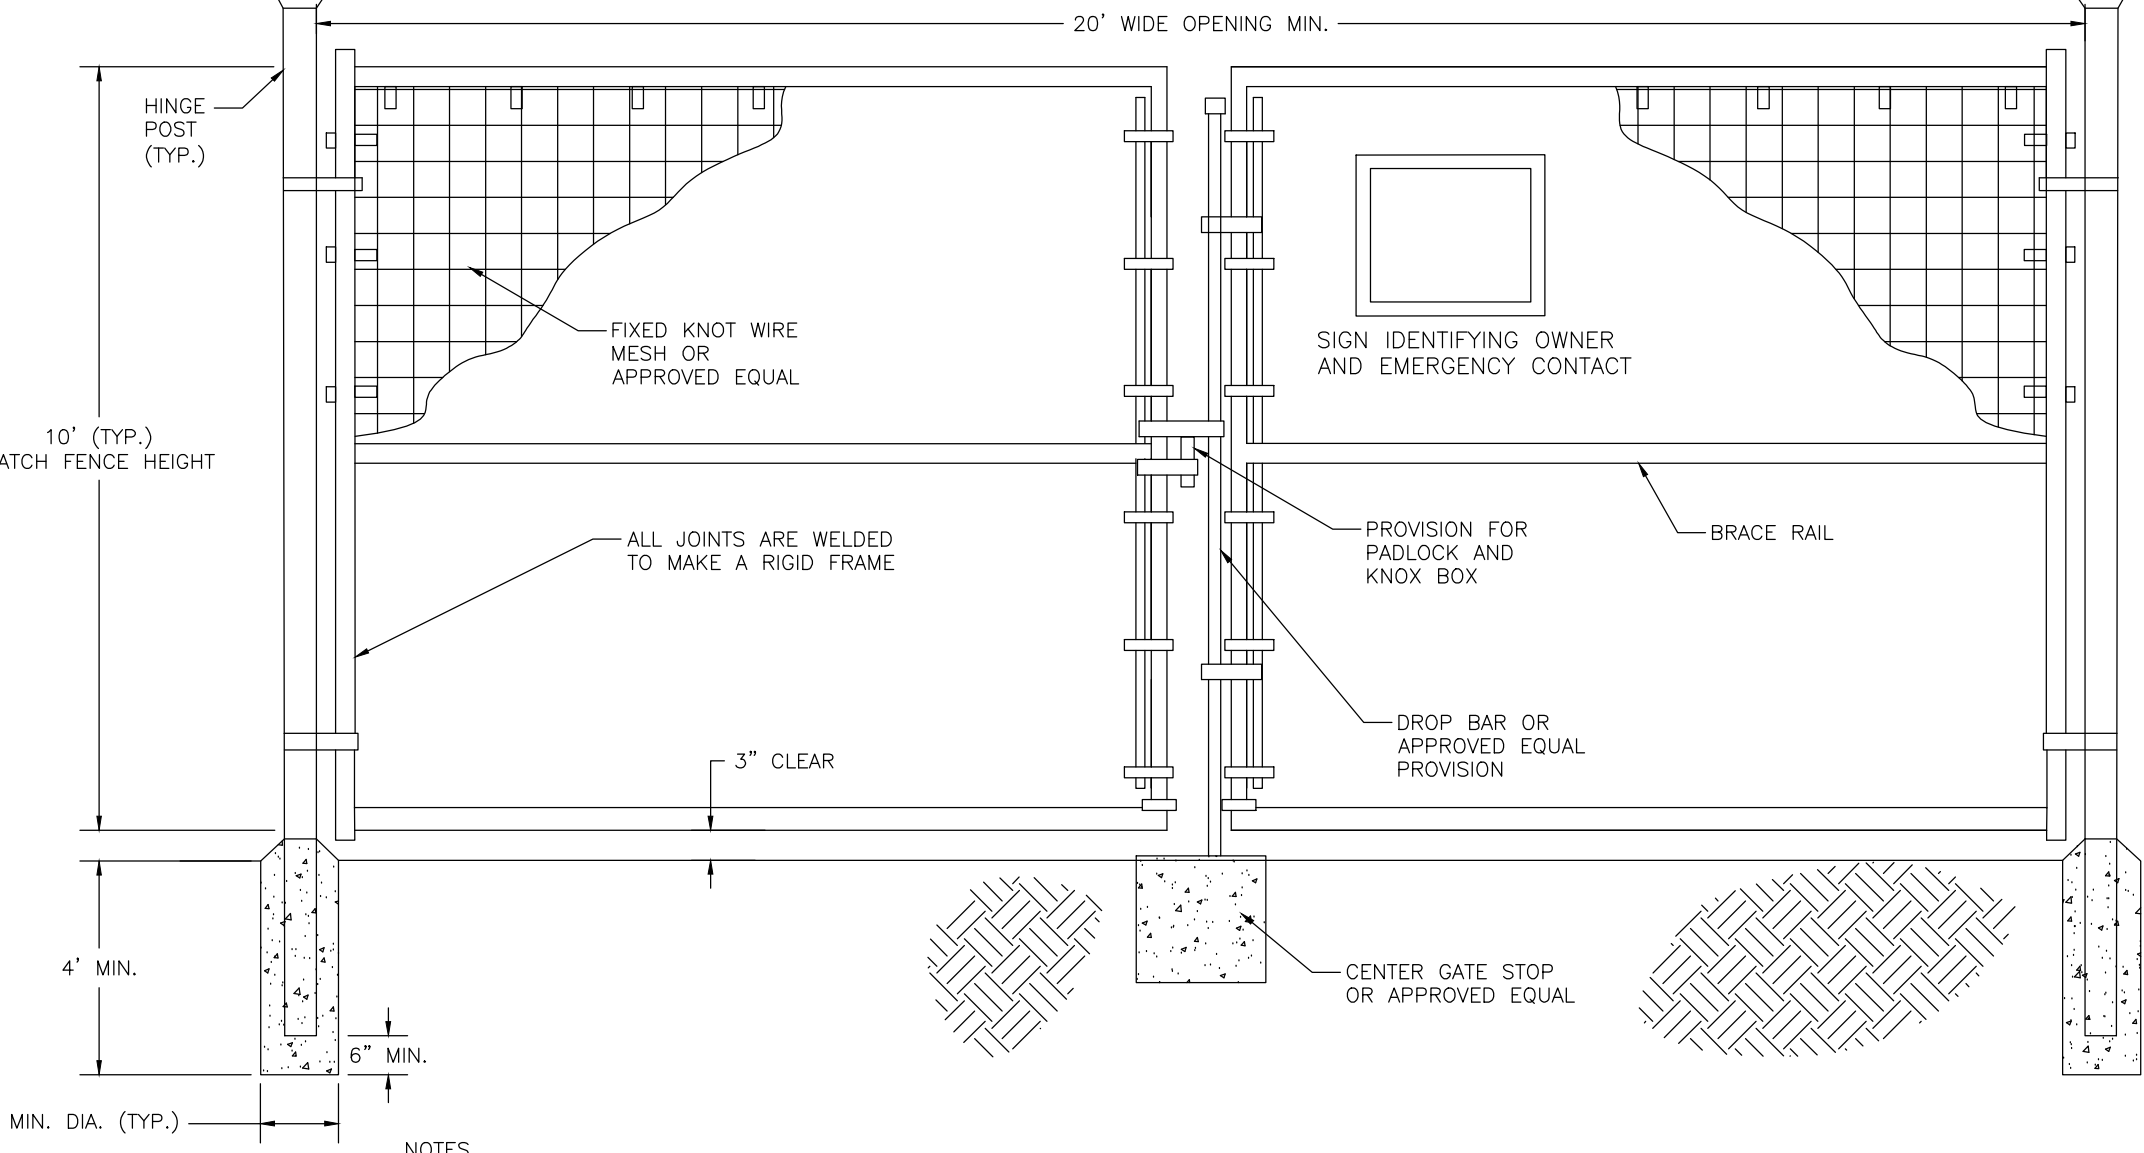 20' WIDE OPENING MIN.
HINGE
POST
(TYP.)
FIXED KNOT WIRE
MESH OR
APPROVED EQUAL
SIGN IDENTIFYING OWNER
AND EMERGENCY CONTACT
10' (TYP.)
ATCH FENCE HEIGHT
ALL JOINTS ARE WELDED
TO MAKE A RIGID FRAME
PROVISION FOR
PADLOCK AND
KNOX BOX
BRACE RAIL
DROP BAR OR
APPROVED EQUAL
PROVISION
3" CLEAR
4' MIN.
CENTER GATE STOP
OR APPROVED EQUAL
6" MIN.
MIN. DIA. (TYP.)
NOTES